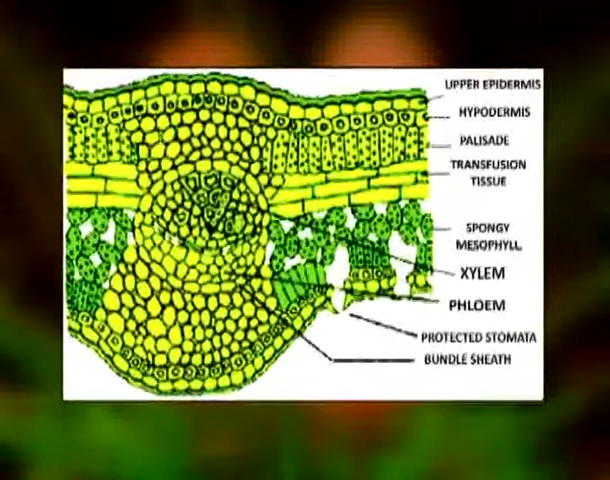 UPPER EPIDERMIS
HYPODERMIS
PALISADE
TRANSFUSION
TISSUE
SPONGY
MESOPHYLL
XYLEM
PHLOEM
PROTECTED STOMATA
BUNDLE SHEATH